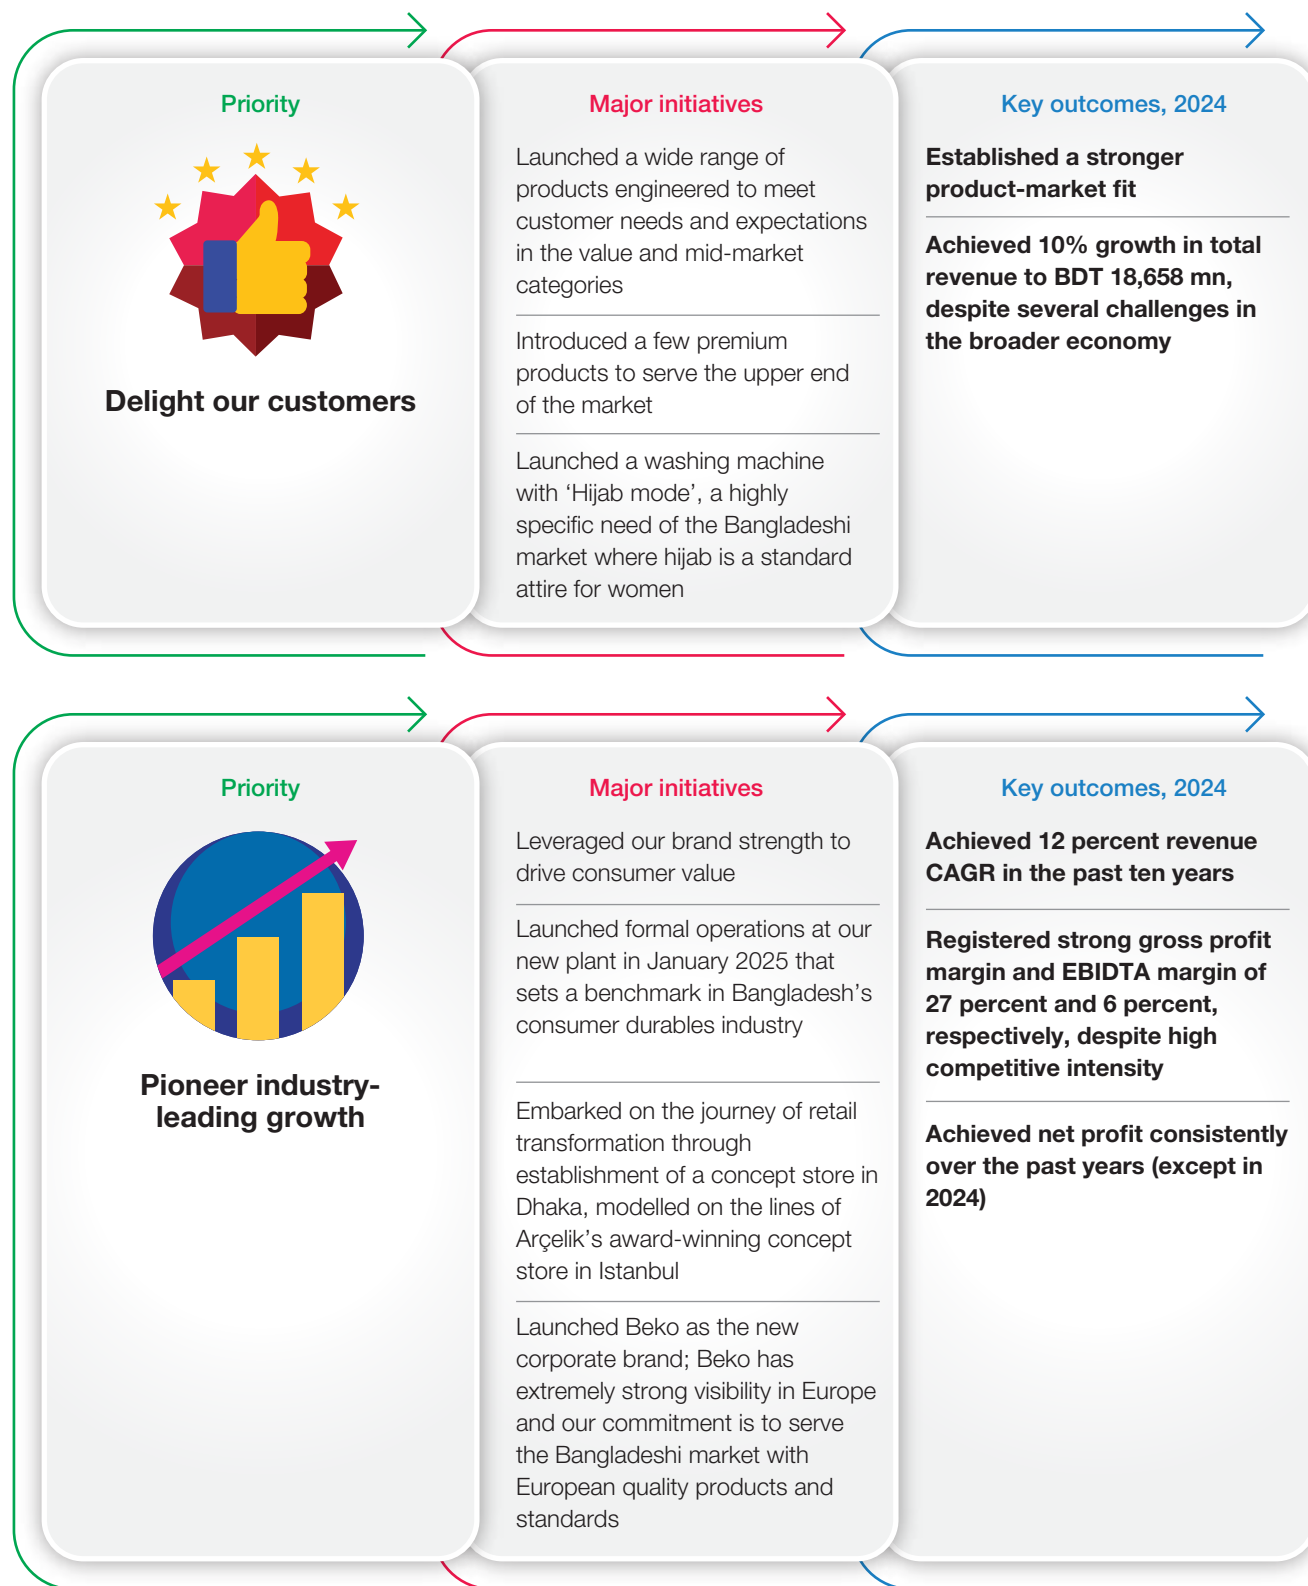 Priority
Delight our customers
Major initiatives
Launched a wide range of
products engineered to meet
customer needs and expectations
in the value and mid-market
categories
Introduced a few premium
products to serve the upper end
of the market
Launched a washing machine
with ‘Hijab mode’, a highly
specific need of the Bangladeshi
market where hijab is a standard
attire for women
Key outcomes, 2024
Established a stronger
product-market fit
Achieved 10% growth in total
revenue to BDT 18,658 mn,
despite several challenges in
the broader economy
Priority
Pioneer industry-
leading growth
Major initiatives
Leveraged our brand strength to
drive consumer value
Launched formal operations at our
new plant in January 2025 that
sets a benchmark in Bangladesh’s
consumer durables industry
Embarked on the journey of retail
transformation through
establishment of a concept store in
Dhaka, modelled on the lines of
Arçelik’s award-winning concept
store in Istanbul
Launched Beko as the new
corporate brand; Beko has
extremely strong visibility in Europe
and our commitment is to serve
the Bangladeshi market with
European quality products and
standards
Key outcomes, 2024
Achieved 12 percent revenue
CAGR in the past ten years
Registered strong gross profit
margin and EBIDTA margin of
27 percent and 6 percent,
respectively, despite high
competitive intensity
Achieved net profit consistently
over the past years (except in
2024)